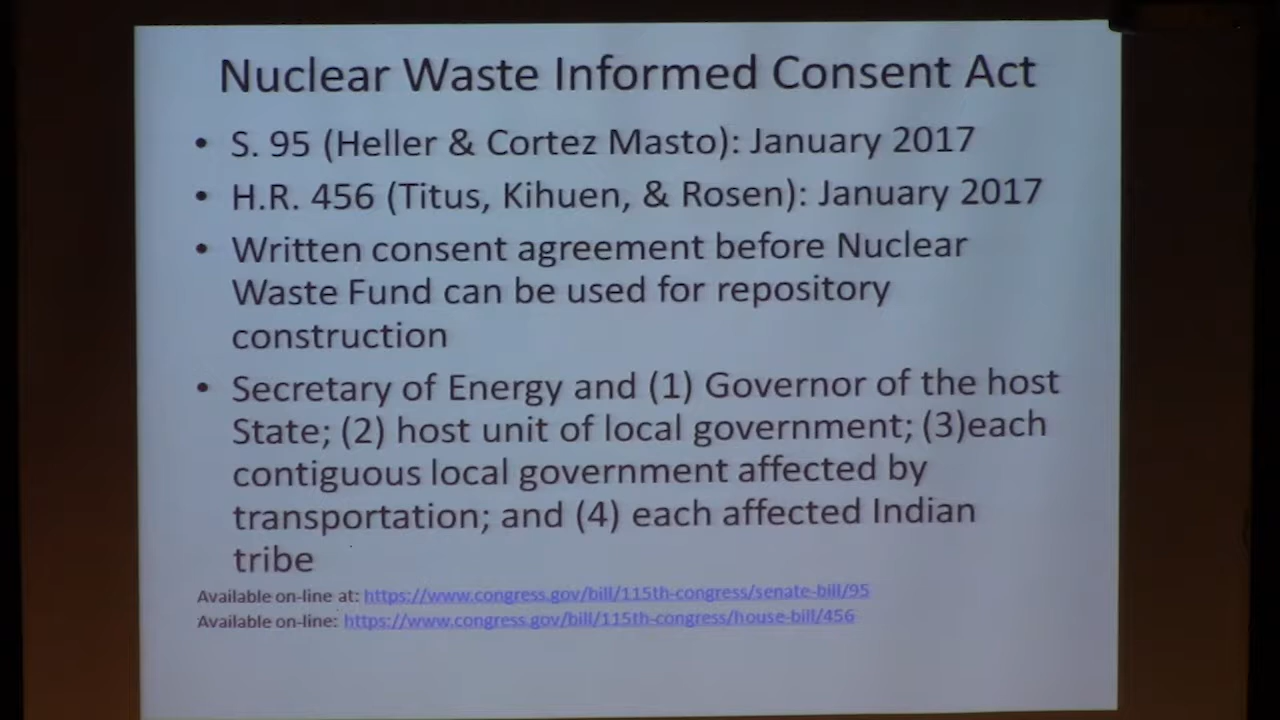 Nuclear Waste Informed Consent Act
• S. 95 (Heller & Cortez Masto): January 2017
• H.R. 456 (Titus, Kihuen, & Rosen): January 2017
• Written consent agreement before Nuclear
Waste Fund can be used for repository
construction
• Secretary of Energy and (1) Governor of the host
State; (2) host unit of local government; (3)each
contiguous local government affected by
transportation; and (4) each affected Indian
tribe
Available on-line at: https://www.congress.gov/bill/115th-congress/senate-bill/95
Available on-line: https://www.congress.gov/bill/115th-congress/house-bill/456